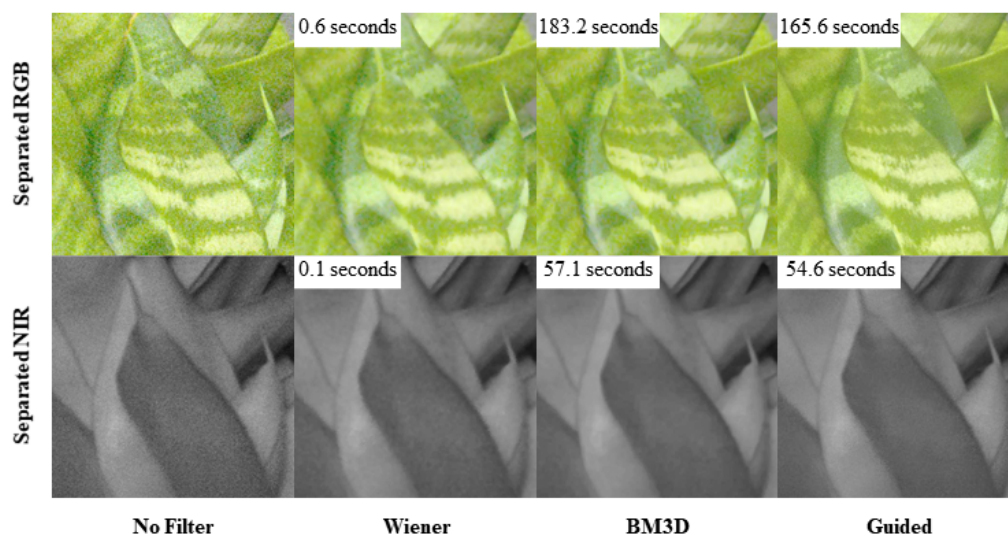 Separated RGB
0.6 seconds
183.2 seconds
165.6 seconds
Separated NIR
0.1 seconds
57.1 seconds
54.6 seconds
No Filter
Wiener
BM3D
Guided